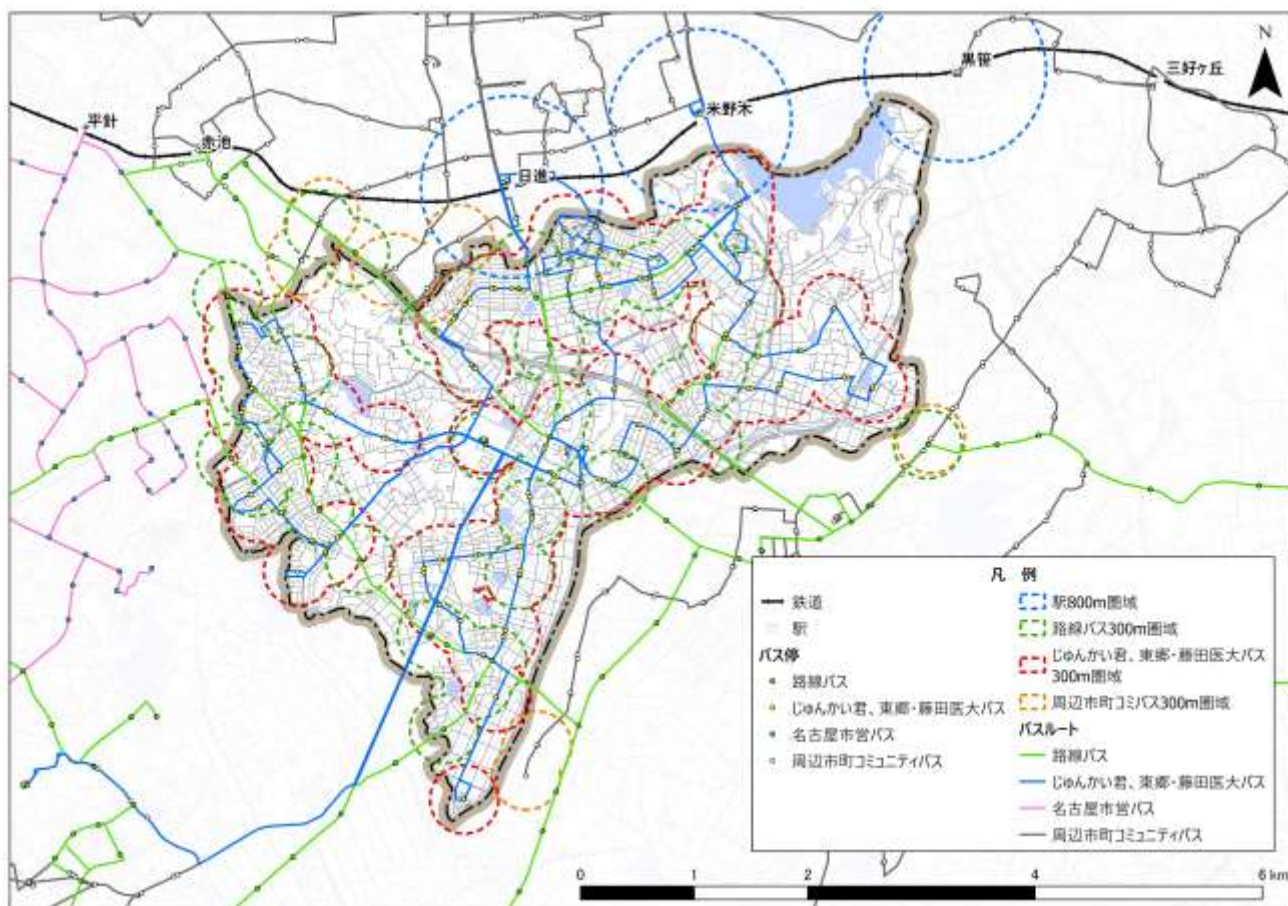 N
黒笹
三好ヶ丘
米野木
平針
赤池
日進
凡 例
鉄道
駅
バス停
路線バス
じゅんかい君、東郷・藤田医大バス
名古屋市営バス
周辺市町コミュニティバス
駅800m圏域
路線バス300m圏域
じゅんかい君、東郷・藤田医大バス
300m圏域
周辺市町コミバス300m圏域
バスルート
路線バス
じゅんかい君、東郷・藤田医大バス
名古屋市営バス
周辺市町コミュニティバス
0 1 2 4 6 km